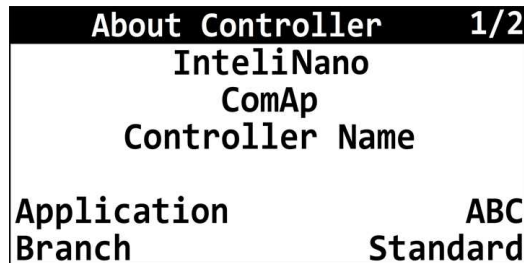 About Controller 1/2
InteliNano
ComAp
Controller Name
Application ABC
Branch Standard